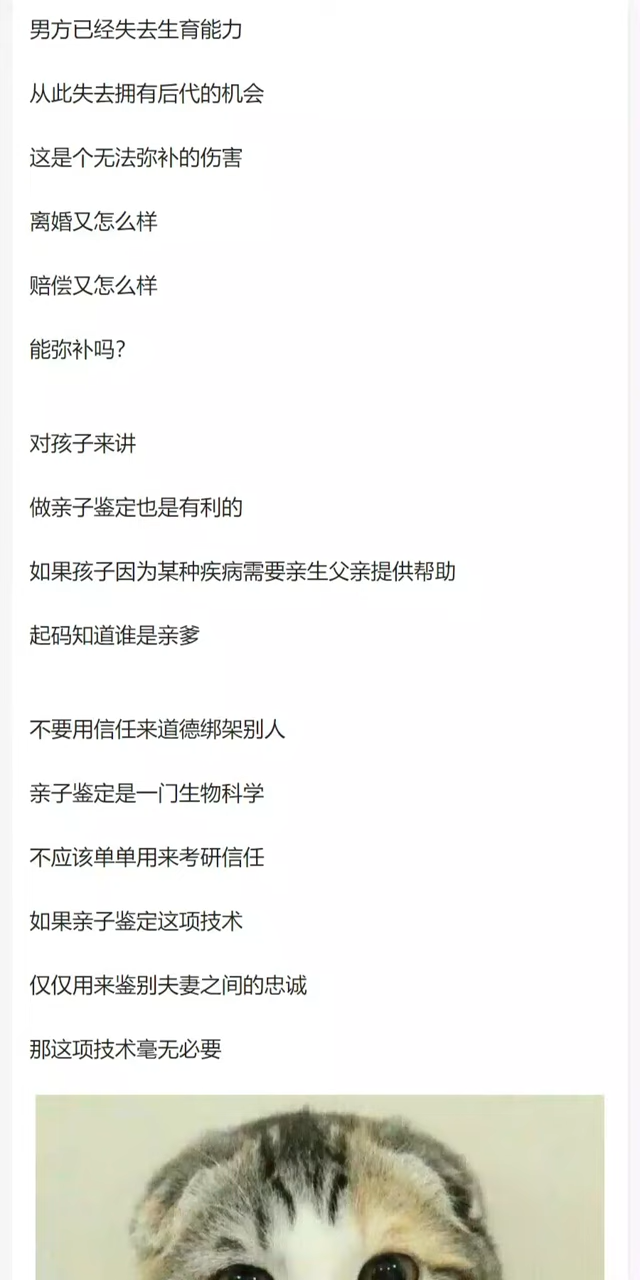 男方已经失去生育能力
从此失去拥有后代的机会
这是个无法弥补的伤害
离婚又怎么样
赔偿又怎么样
能弥补吗？
对孩子来讲
做亲子鉴定也是有利的
如果孩子因为某种疾病需要亲生父亲提供帮助
起码知道谁是亲爹
不要用信任来道德绑架别人
亲子鉴定是一门生物科学
不应该单单用来考研信任
如果亲子鉴定这项技术
仅仅用来鉴别夫妻之间的忠诚
那这项技术毫无必要